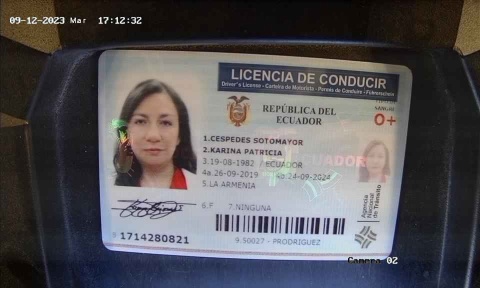 09-12-2023 Mar 17:12:32
LICENCIA DE CONDUCIR
Driver's License - Carteira de Motorista - Permis de Conduire - Führerschein
REPÚBLICA DEL
ECUADOR
SANGRE
O+
1.CESPEDES SOTOMAYOR
2.KARINA PATRICIA
3.19-08-1982 / ECUADOR
ECUADOR
4a.26-09-2019 4b.24-09-2024
5.LA ARMENIA
6.F 7.NINGUNA
1714280821
9.50027 - PRODRIGUEZ
Agencia
Nacional
de Tránsito
Camera 02